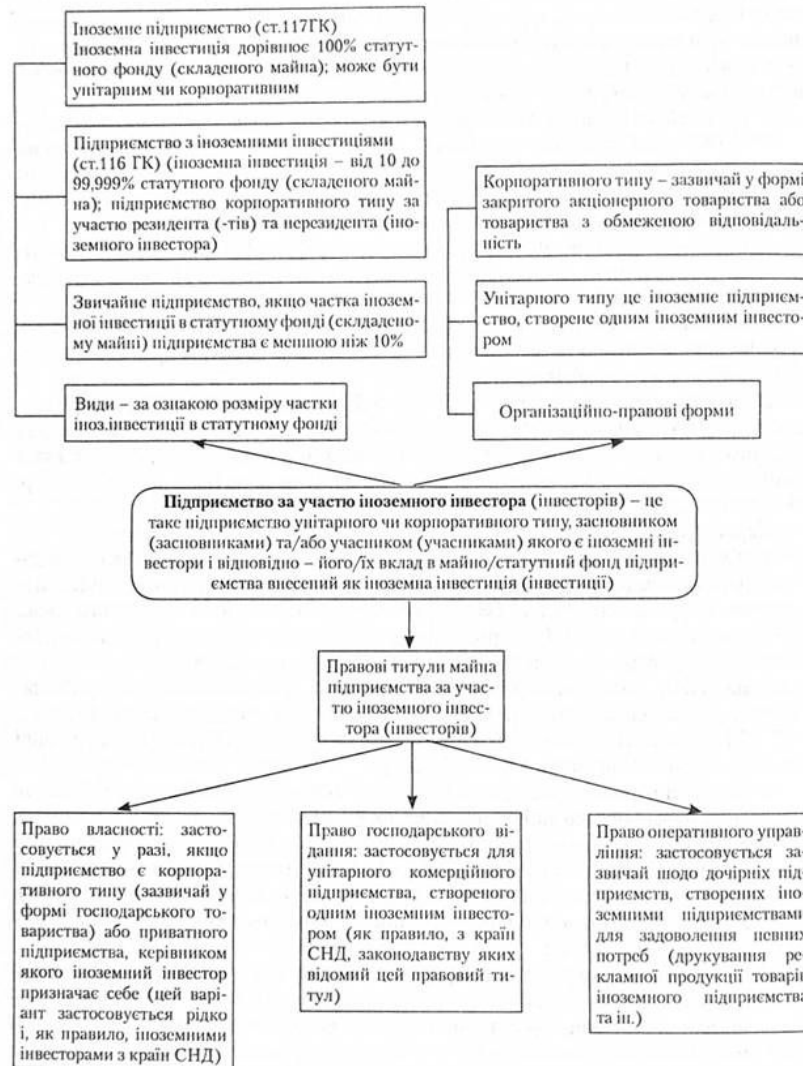 Іноземне підприємство (ст.117ГК)
Іноземна інвестиція дорівнює 100% статут-
ного фонду (складеного майна); може бути
унітарним чи корпоративним
Підприємство з іноземними інвестиціями
(ст.116 ГК) (іноземна інвестиція – від 10 до
99,999% статутного фонду (складеного май-
на); підприємство корпоративного типу за
участю резидента (-тів) та нерезидента (іно-
земного інвестора)
Звичайне підприємство, якщо частка інозем-
ної інвестиції в статутному фонді (склдадено-
му майні) підприємства є меншою ніж 10%
Види – за ознакою розміру частки
іноз.інвестиції в статутному фонді
Корпоративного типу – зазвичай у формі
закритого акціонерного товариства або
товариства з обмеженою відповідаль-
ність
Унітарного типу це іноземне підприєм-
ство, створене одним іноземним інвесто-
ром
Організаційно-правові форми
Підприємство за участю іноземного інвестора (інвесторів) – це
таке підприємство унітарного чи корпоративного типу, засновником
(засновниками) та/або учасником (учасниками) якого є іноземні ін-
вестори і відповідно – його/їх вклад в майно/статутний фонд підпри-
ємства внесений як іноземна інвестиція (інвестиції)
Правові титули майна
підприємства за учас-
тю іноземного інвес-
тора (інвесторів)
Право власності: засто-
совується у разі, якщо
підприємство є корпора-
тивного типу (зазвичай у
формі господарського то-
вариства) або приватного
підприємства, керівником
якого іноземний інвестор
призначає себе (цей варі-
ант застосовується рідко
і, як правило, іноземними
інвесторами з країн СНД)
Право господарського ві-
дання: застосовується для
унітарного комерційного
підприємства, створеного
одним іноземним інвесто-
ром (як правило, з країн
СНД, законодавству яких
відомий цей правовий ти-
тул)
Право оперативного управ-
ління: застосовується за-
звичай щодо дочірніх під-
приємств, створених іно-
земними підприємствами
для задоволення певних
потреб (друкування ре-
кламної продукції товарів
іноземного підприємства
та ін.)